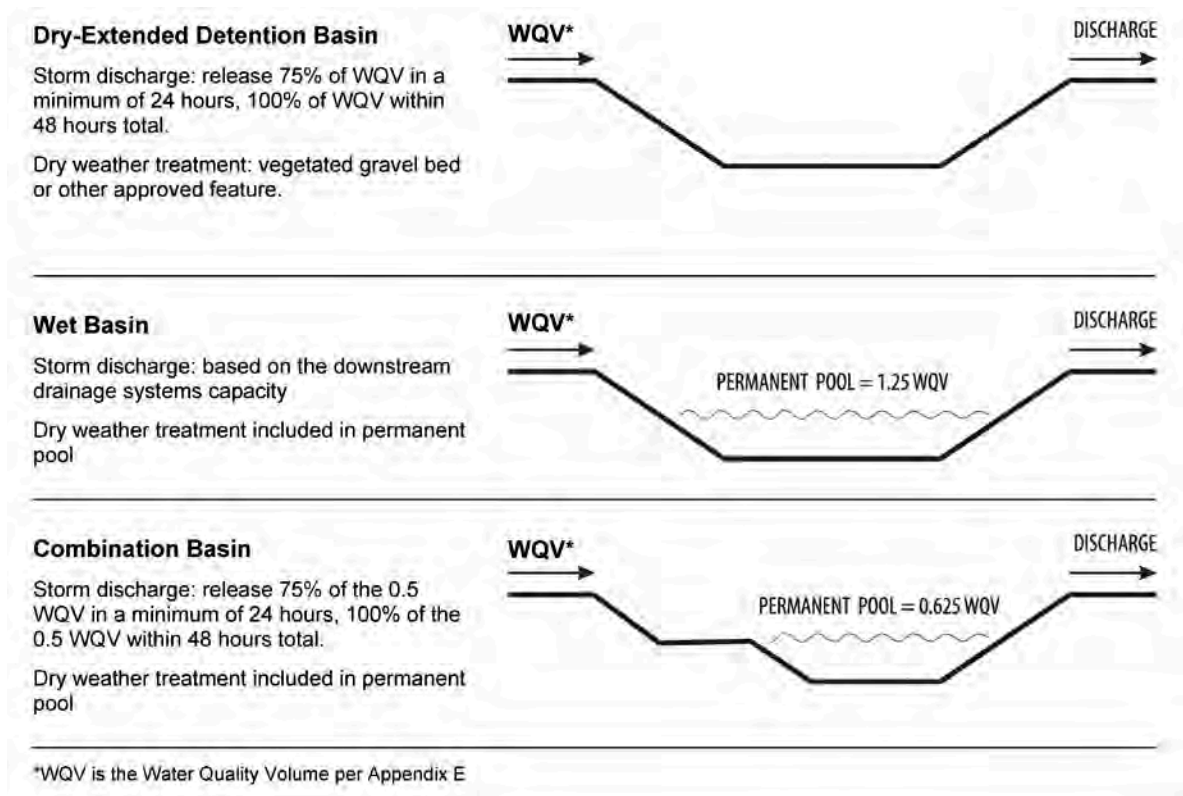 Dry-Extended Detention Basin
Storm discharge: release 75% of WQV in a
minimum of 24 hours, 100% of WQV within
48 hours total.
Dry weather treatment: vegetated gravel bed
or other approved feature.
WQV*
DISCHARGE
Wet Basin
Storm discharge: based on the downstream
drainage systems capacity
Dry weather treatment included in permanent
pool
WQV*
DISCHARGE
PERMANENT POOL = 1.25 WQV
Combination Basin
Storm discharge: release 75% of the 0.5
WQV in a minimum of 24 hours, 100% of the
0.5 WQV within 48 hours total.
Dry weather treatment included in permanent
pool
WQV*
DISCHARGE
PERMANENT POOL = 0.625 WQV
*WQV is the Water Quality Volume per Appendix E